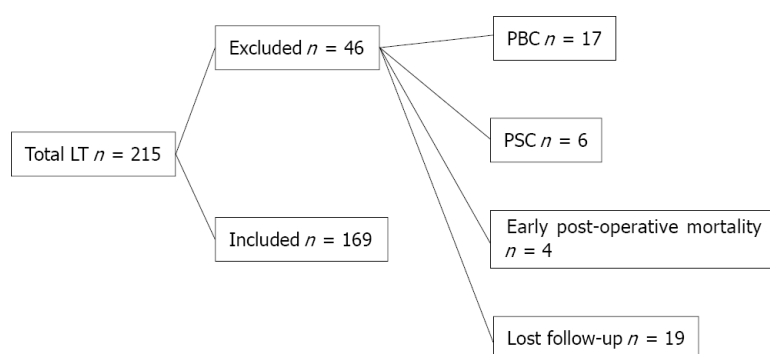 Total LT n = 215
Excluded n = 46
Included n = 169
PBC n = 17
PSC n = 6
Early post-operative mortality
n = 4
Lost follow-up n = 19